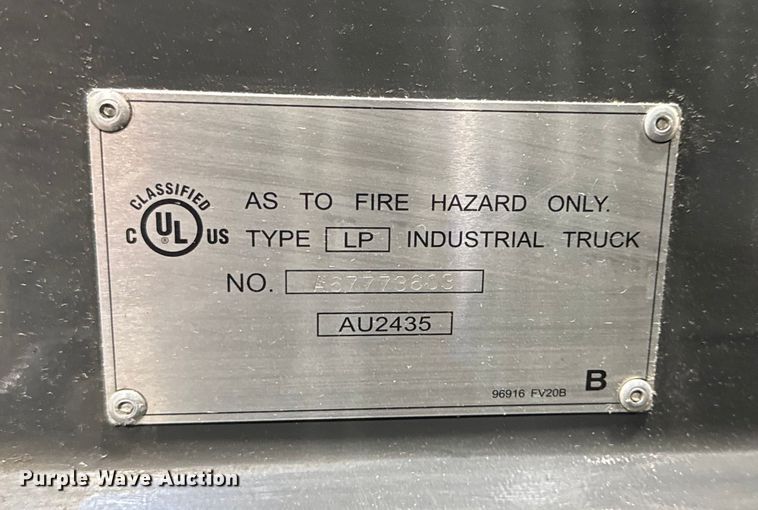 CLASSIFIED
C UL US
®
AS TO FIRE HAZARD ONLY.
TYPE LP INDUSTRIAL TRUCK
NO.
AU2435
96916 FV20B B
Purple Wave Auction